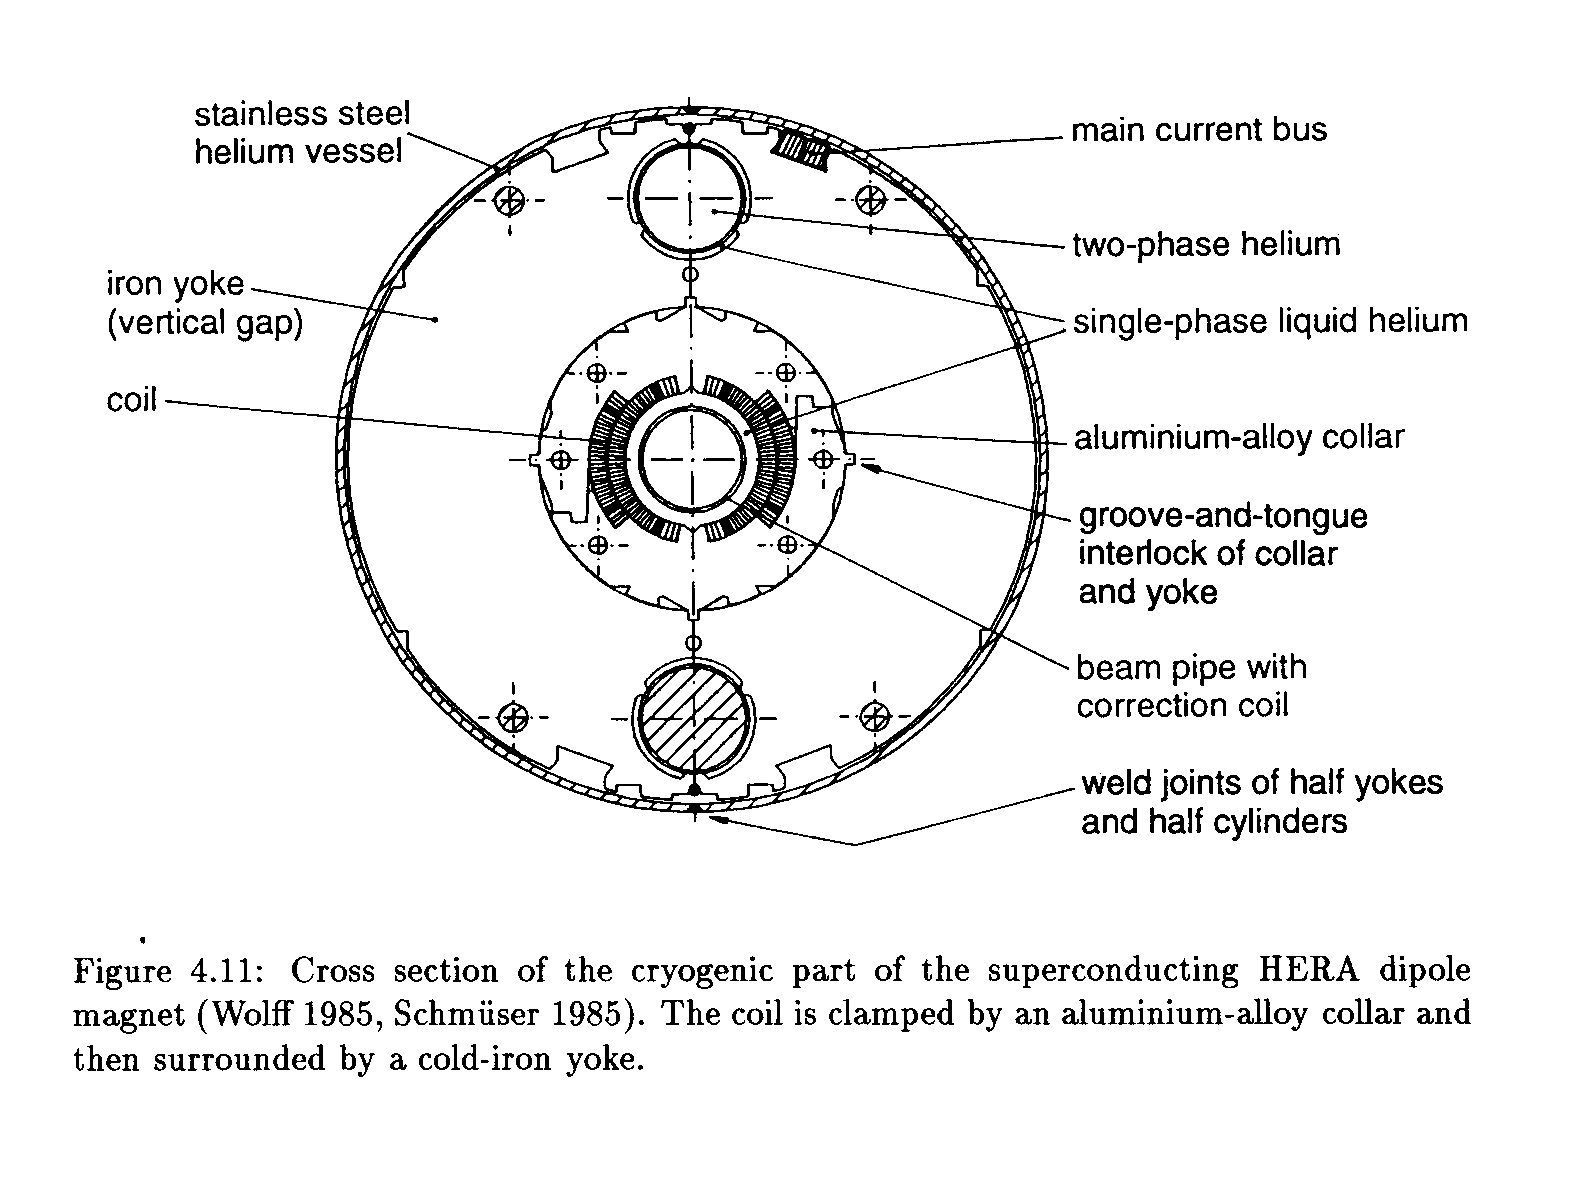 stainless steel
helium vessel
main current bus
two-phase helium
iron yoke
(vertical gap)
single-phase liquid helium
coil
aluminium-alloy collar
groove-and-tongue
interlock of collar
and yoke
beam pipe with
correction coil
weld joints of half yokes
and half cylinders
Figure 4.11: Cross section of the cryogenic part of the superconducting HERA dipole
magnet (Wolff 1985, Schmüser 1985). The coil is clamped by an aluminium-alloy collar and
then surrounded by a cold-iron yoke.